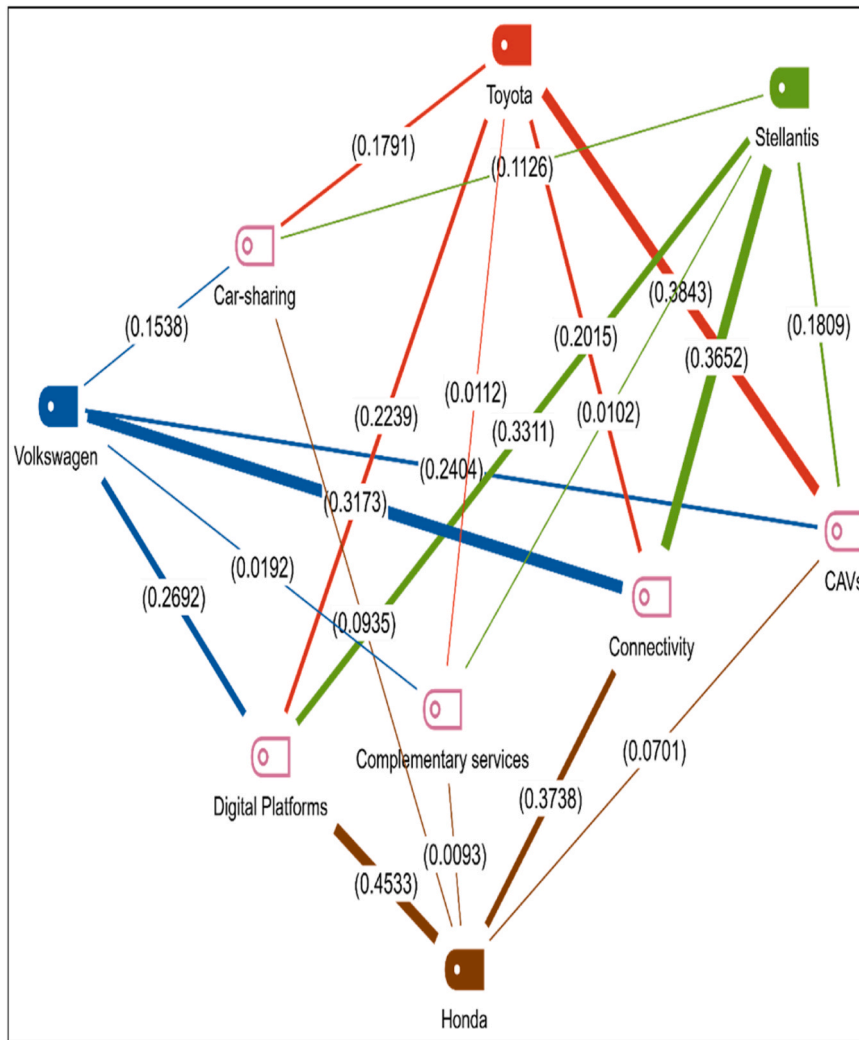 Toyota
Stellantis
(0.1791)
(0.1126)
Car-sharing
(0.3843)
(0.1538)
(0.2015)
(0.1809)
(0.3652)
(0.0112)
(0.0102)
(0.2239)
(0.3311)
Volkswagen
(0.2404)
(0.3173)
(0.0192)
CAVs
(0.2692)
(0.0935)
Connectivity
Complementary services
(0.0701)
Digital Platforms
(0.3738)
(0.0093)
(0.4533)
Honda